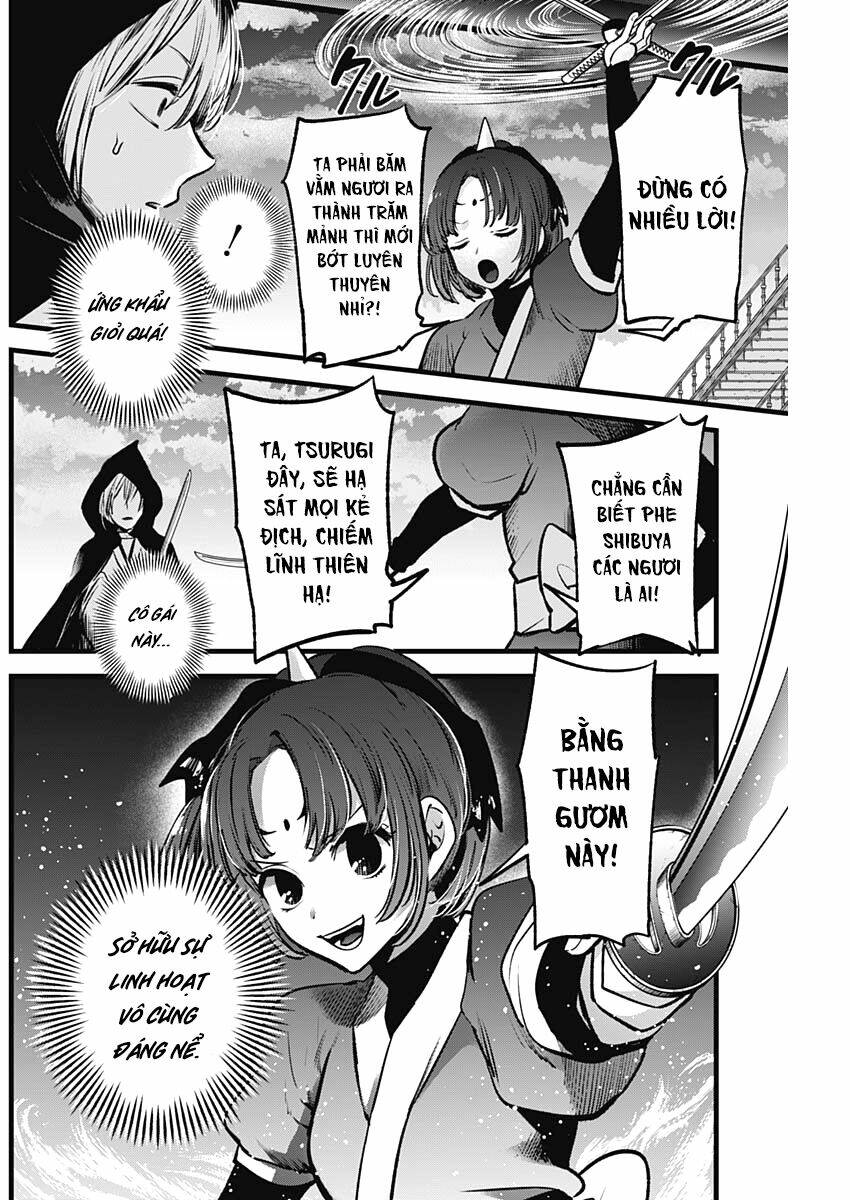 クル
クル
ĐỪNG CÓ
NHIỀU LỜI!
TA PHẢI BĂM
VẰM NGƯƠI RA
THÀNH TRĂM
MẢNH THÌ MỚI
BỚT LUYÊN
THUYÊN
NHỈ?!
!
ỨNG KHẨU
GIỎI QUÁ!
CHẲNG CẦN
BIẾT PHE
SHIBUYA
CÁC NGƯƠI
LÀ AI!
TA, TSURUGI
ĐÂY, SẼ HẠ
SÁT MỌI KẺ
ĐỊCH, CHIẾM
LĨNH THIÊN
HẠ!
CÔ GÁI
NÀY...
BẰNG
THANH
GƯƠM
NÀY!
SỞ HỮU SỰ
LINH HOẠT
VÔ CÙNG
ĐÁNG NỂ.